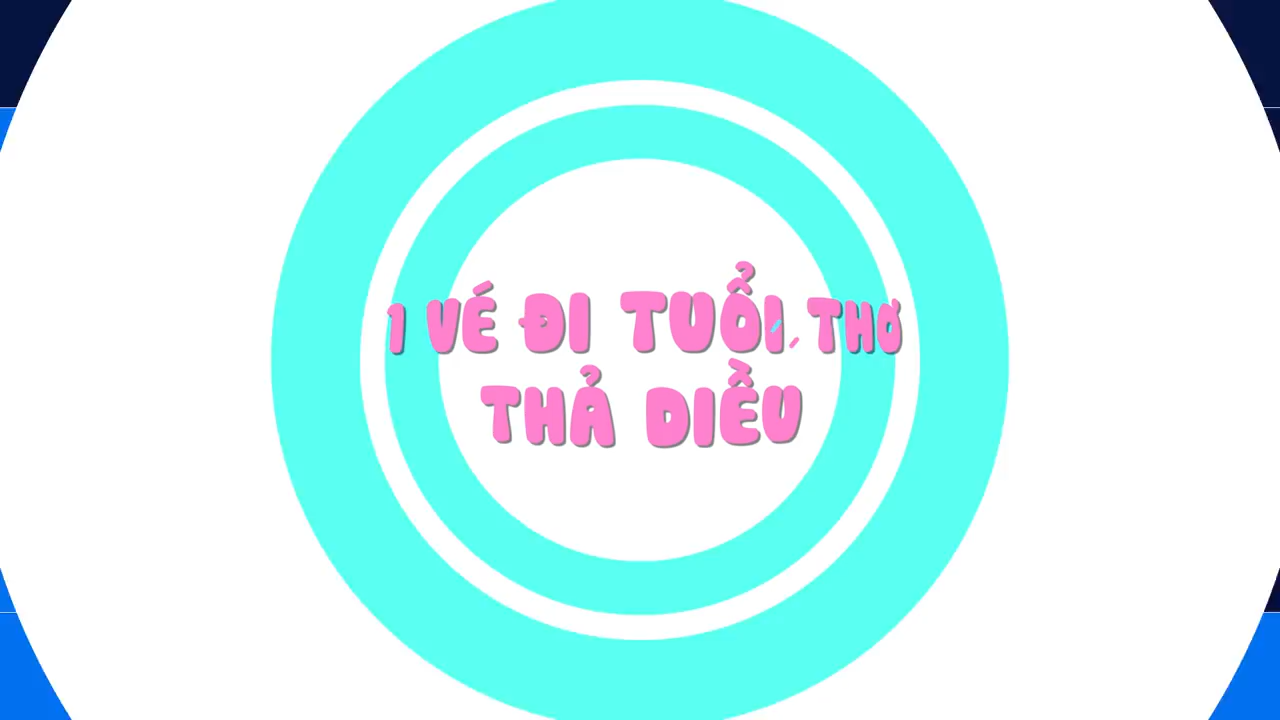 1 VÉ ĐI TUỔI THƠ
THẢ DIỀU